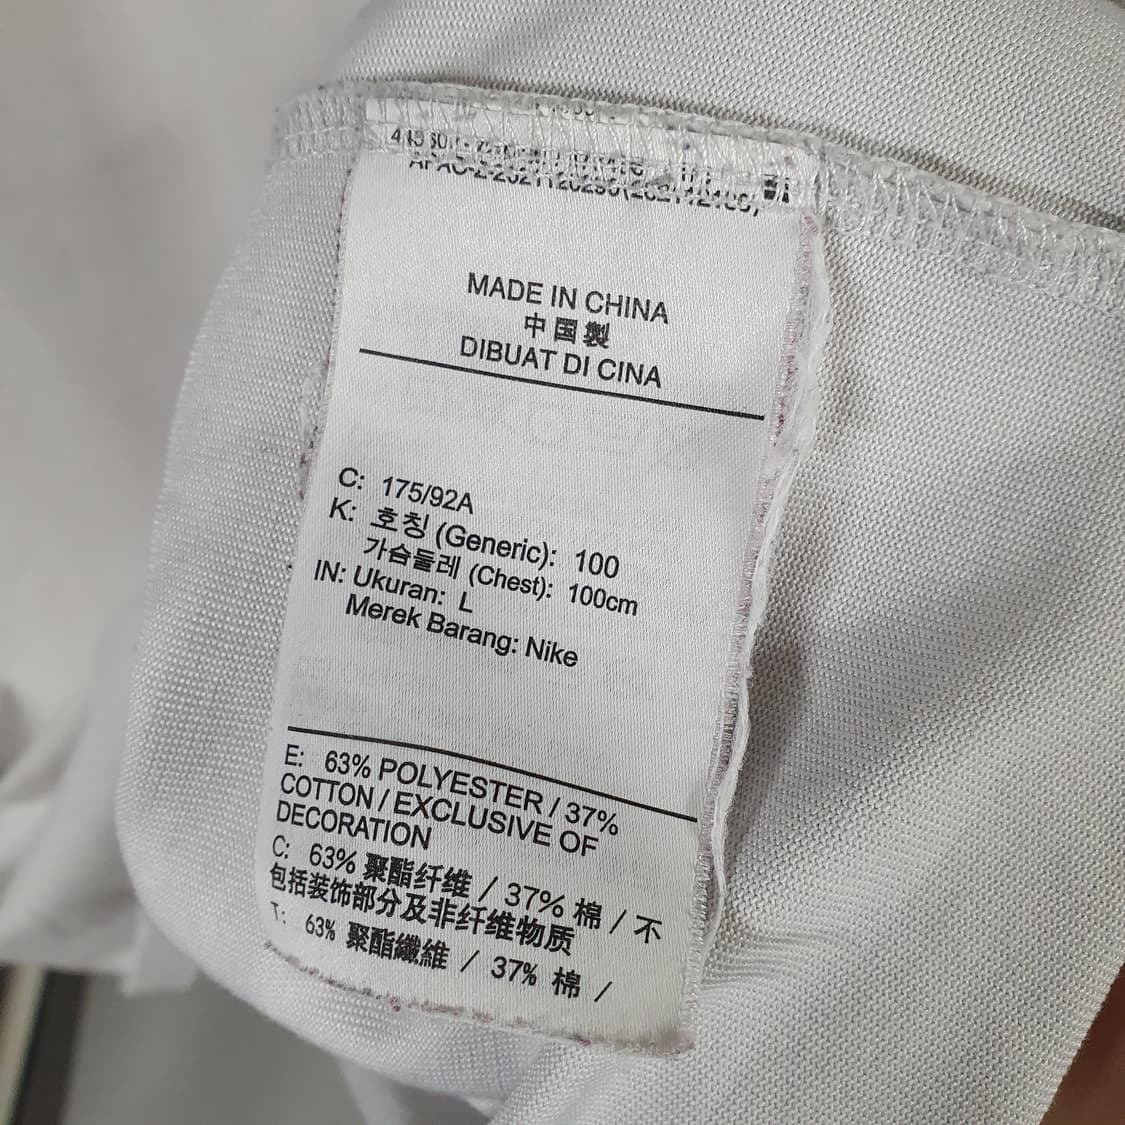 MADE IN CHINA
中国製
DIBUAT DI CINA
C: 175/92A
K: 호칭 (Generic): 100
가슴둘레 (Chest): 100cm
IN: Ukuran: L
Merek Barang: Nike
E: 63% POLYESTER / 37%
COTTON / EXCLUSIVE OF
DECORATION
C: 63% 聚酯纤维 / 37% 棉 / 不
包括装饰部分及非纤维物质
T: 63% 聚酯纖維 / 37% 棉 /